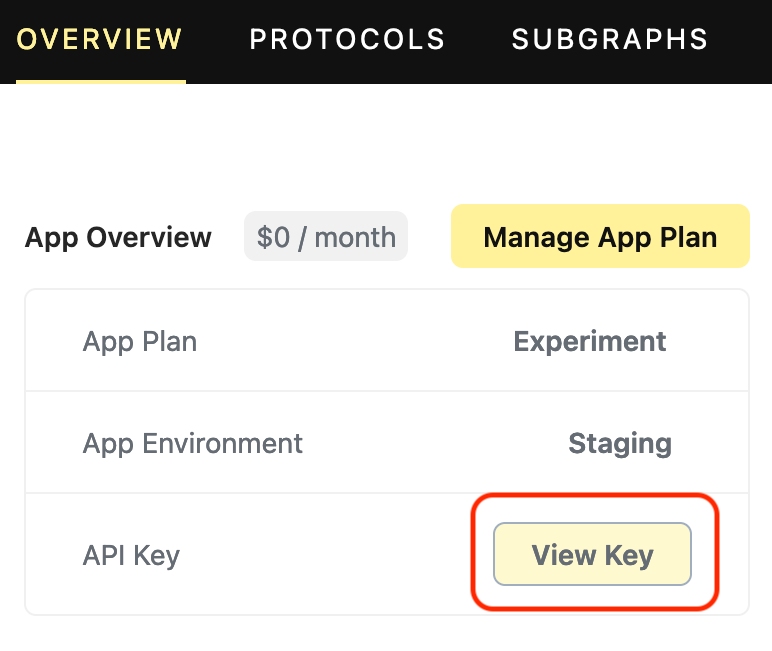 OVERVIEW PROTOCOLS SUBGRAPHS
App Overview $0 / month Manage App Plan
App Plan Experiment
App Environment Staging
API Key View Key